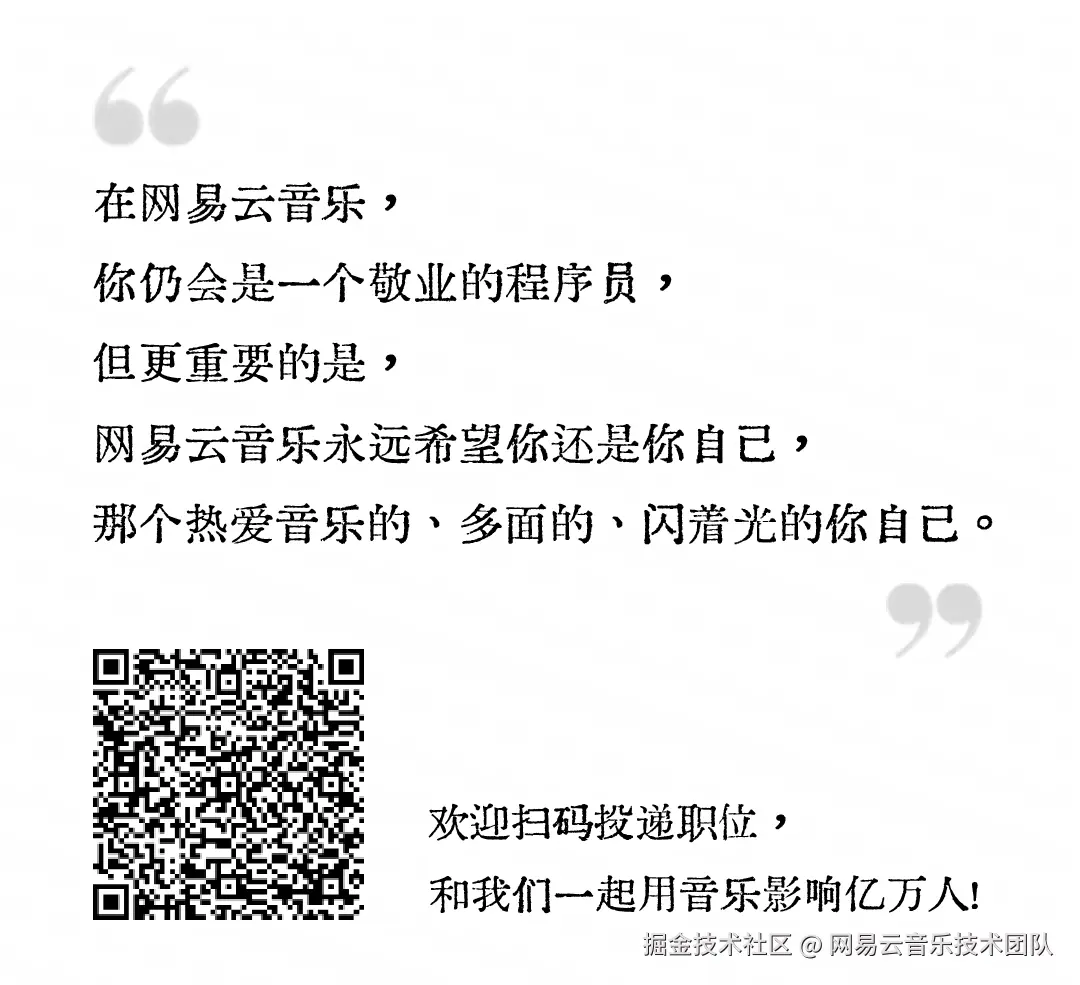 “
在网易云音乐，
你仍会是一个敬业的程序员，
但更重要的是，
网易云音乐永远希望你还是你自己，
那个热爱音乐的、多面的、闪着光的你自己。
”
欢迎扫码投递职位，
和我们一起用音乐影响亿万人!
掘金技术社区 @ 网易云音乐技术团队